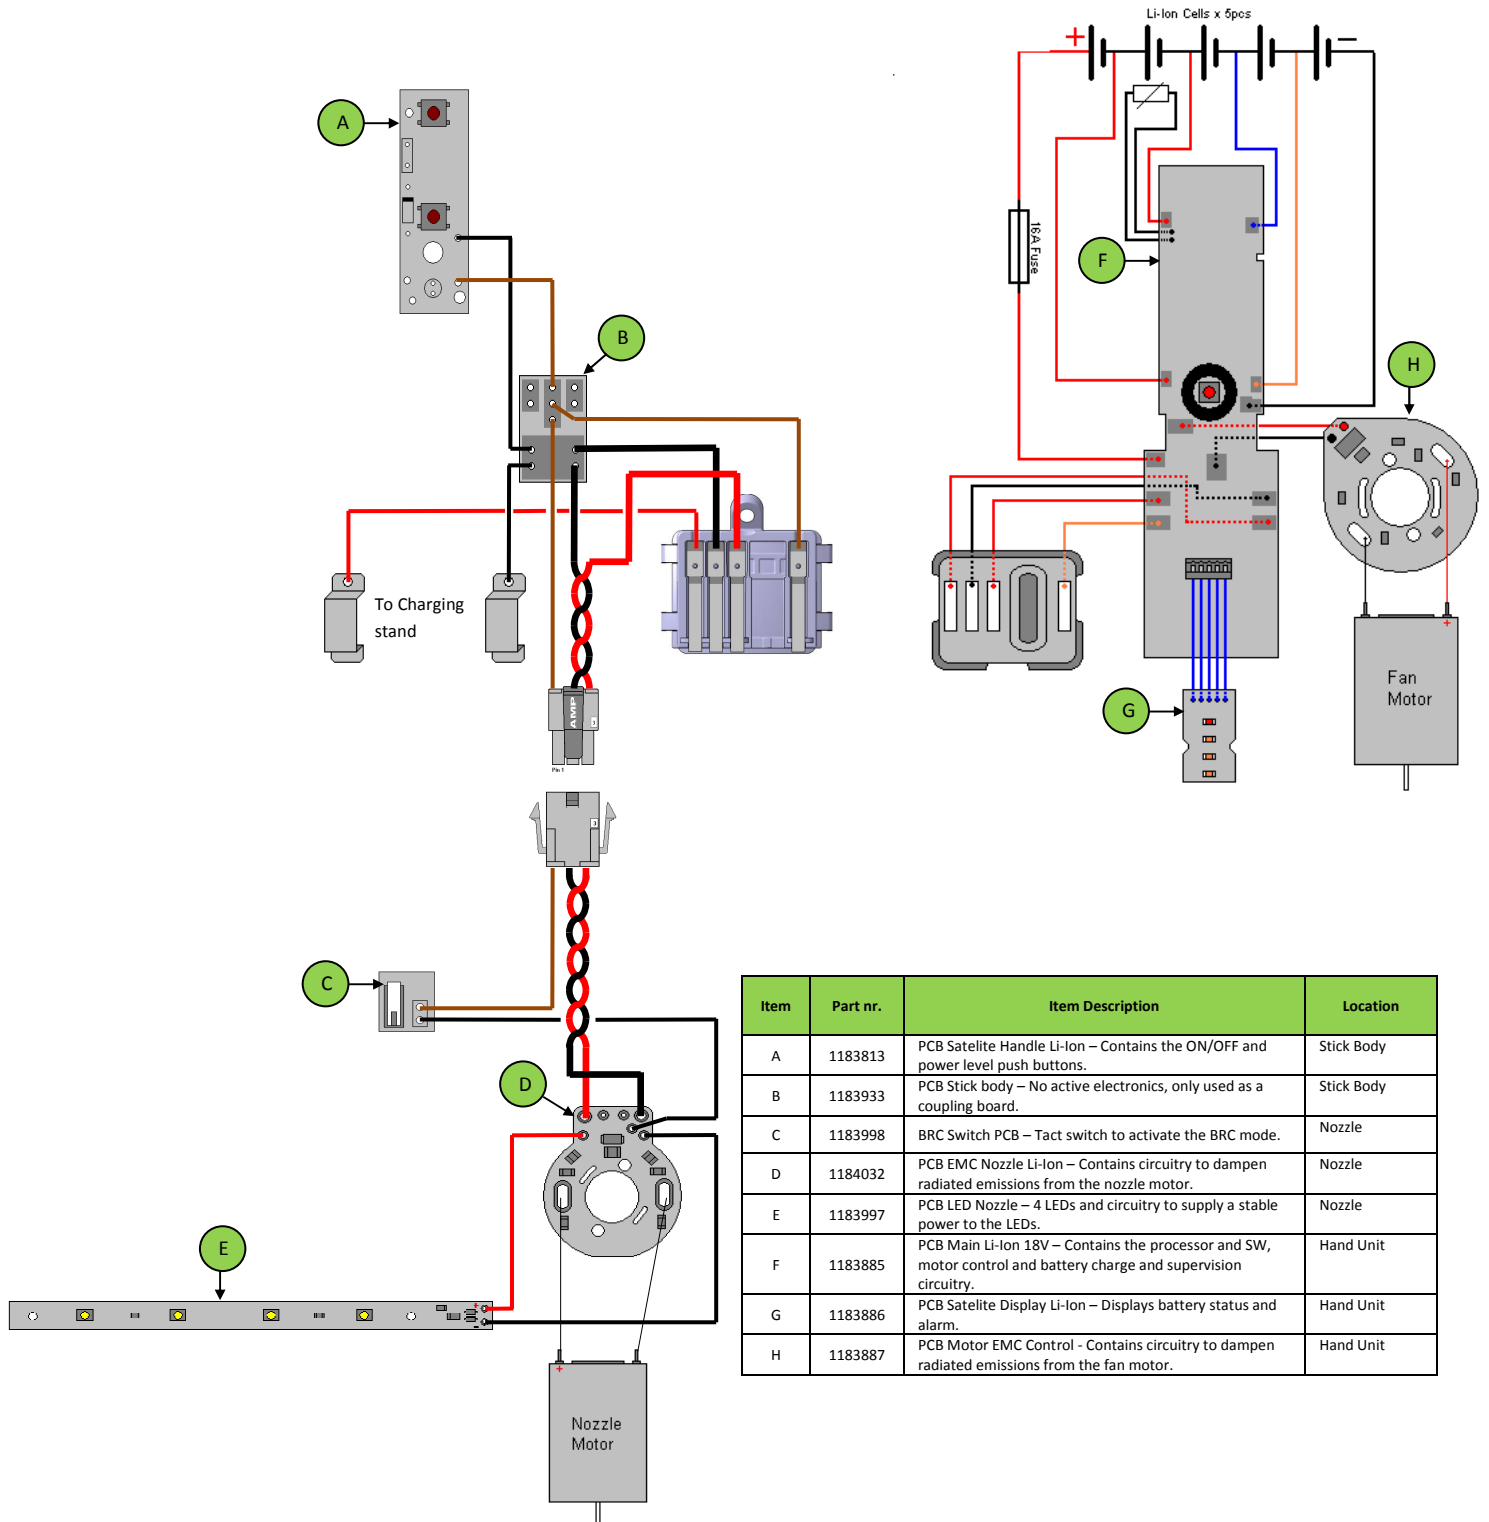 Li-Ion Cells x 5pcs
+
−
A
16A Fuse
F
B
H
To Charging
stand
AMP
3
Pin 1
G
Fan
Motor
+
3
C
D
E
+
-
+
Nozzle
Motor
Item Part nr. Item Description Location
A 1183813 PCB Satelite Handle Li-Ion – Contains the ON/OFF and Stick Body
power level push buttons.
B 1183933 PCB Stick body – No active electronics, only used as a Stick Body
coupling board.
C 1183998 BRC Switch PCB – Tact switch to activate the BRC mode. Nozzle
D 1184032 PCB EMC Nozzle Li-Ion – Contains circuitry to dampen Nozzle
radiated emissions from the nozzle motor.
E 1183997 PCB LED Nozzle – 4 LEDs and circuitry to supply a stable Nozzle
power to the LEDs.
F 1183885 PCB Main Li-Ion 18V – Contains the processor and SW, Hand Unit
motor control and battery charge and supervision
circuitry.
G 1183886 PCB Satelite Display Li-Ion – Displays battery status and Hand Unit
alarm.
H 1183887 PCB Motor EMC Control - Contains circuitry to dampen Hand Unit
radiated emissions from the fan motor.